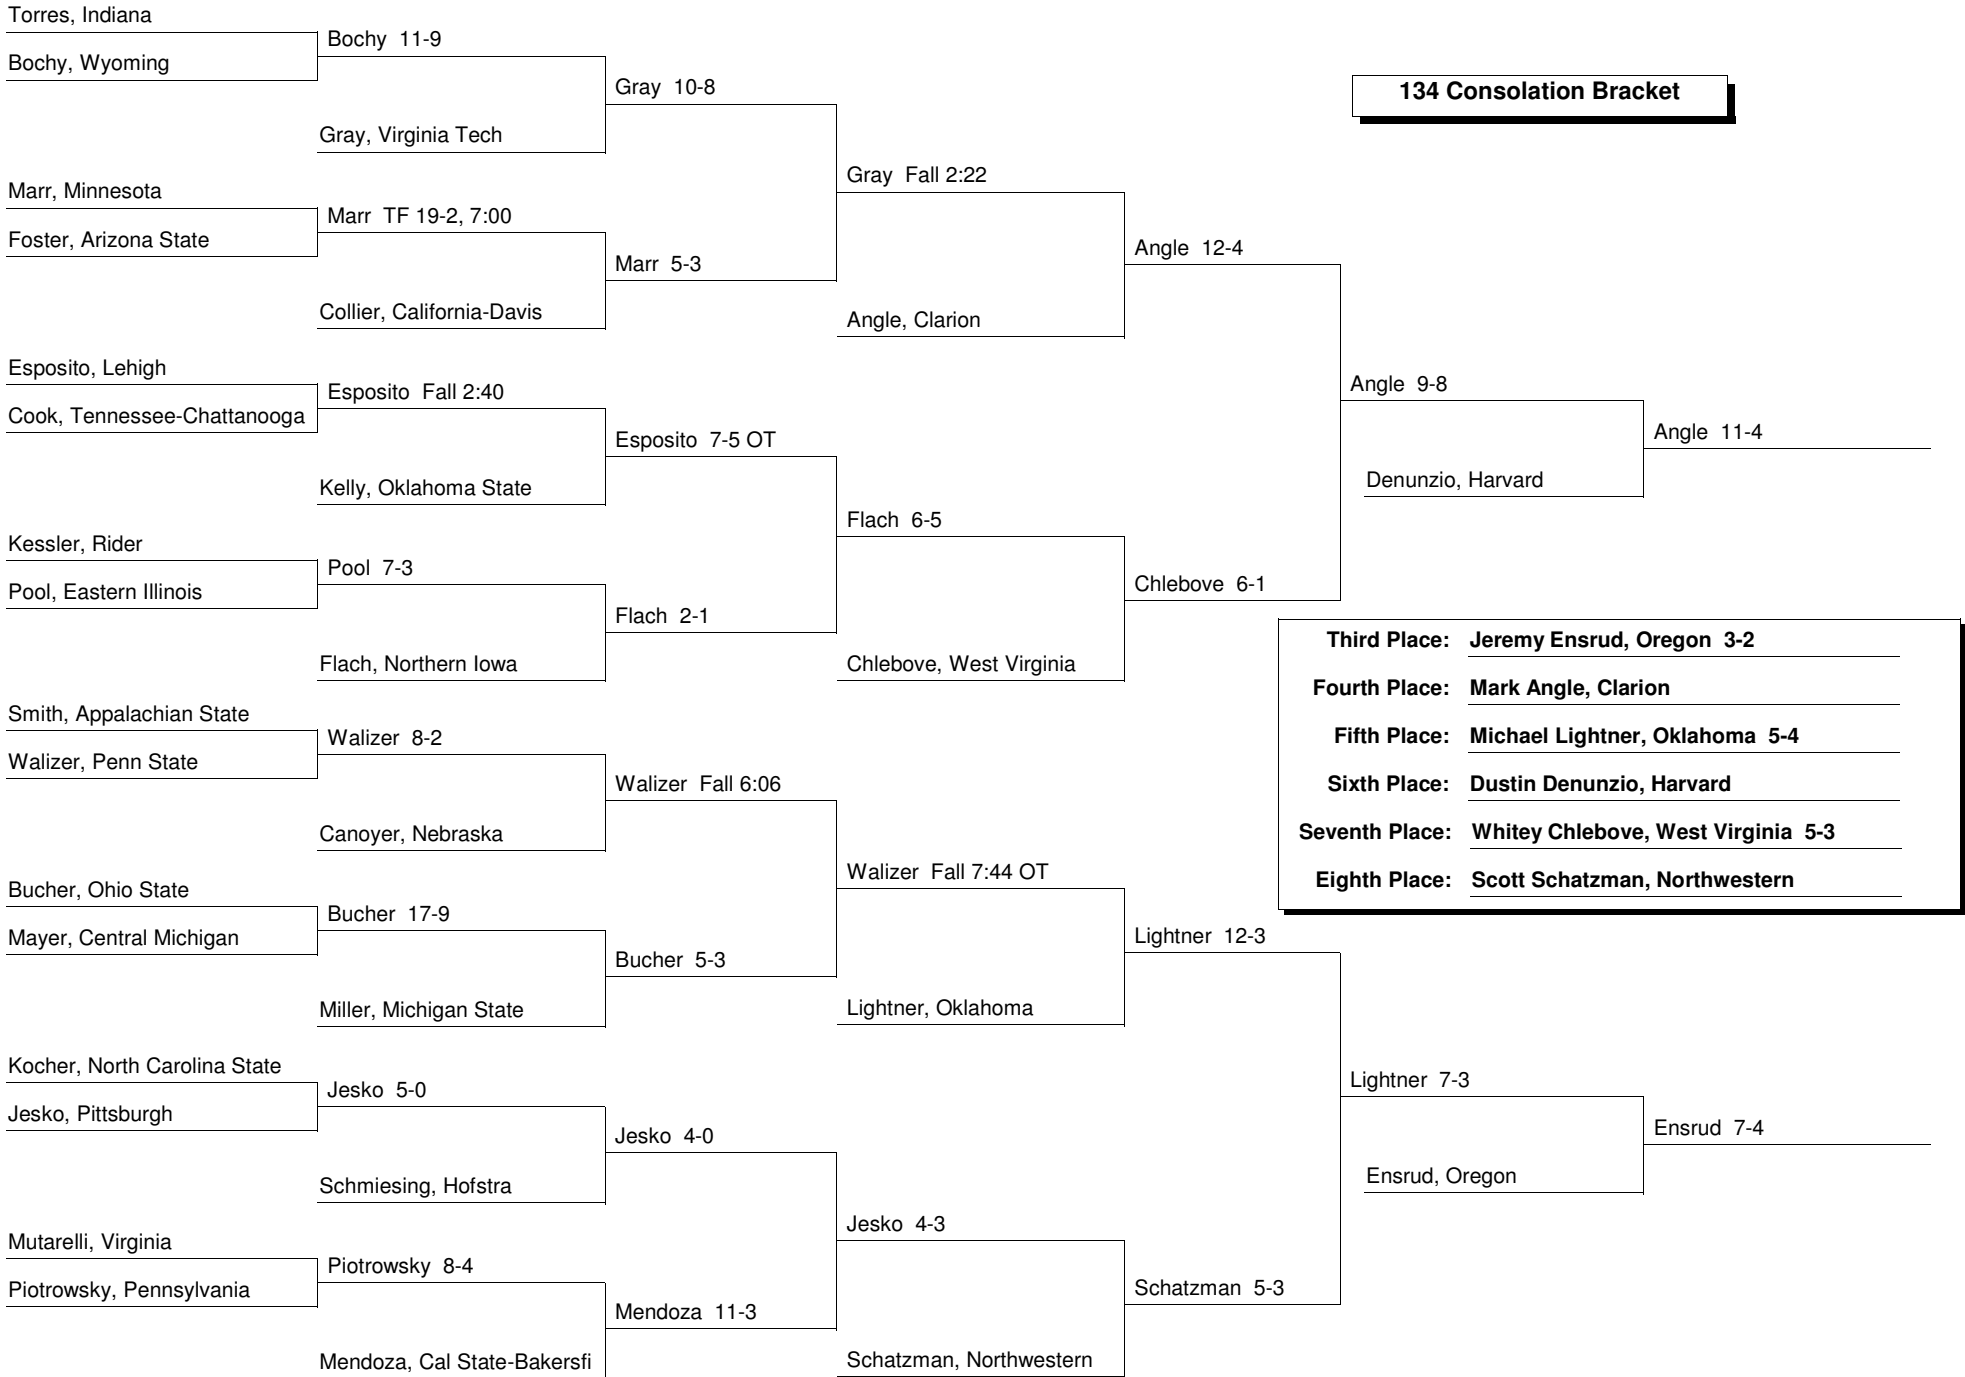 Torres, Indiana
Bochy 11-9
Bochy, Wyoming
Gray 10-8
134 Consolation Bracket
Gray, Virginia Tech
Gray Fall 2:22
Marr, Minnesota
Marr TF 19-2, 7:00
Foster, Arizona State
Angle 12-4
Marr 5-3
Collier, California-Davis
Angle, Clarion
Esposito, Lehigh
Angle 9-8
Esposito Fall 2:40
Cook, Tennessee-Chattanooga
Angle 11-4
Esposito 7-5 OT
Denunzio, Harvard
Kelly, Oklahoma State
Flach 6-5
Kessler, Rider
Pool 7-3
Chlebove 6-1
Pool, Eastern Illinois
Flach 2-1
Third Place: Jeremy Ensrud, Oregon 3-2
Flach, Northern Iowa
Chlebove, West Virginia
Fourth Place: Mark Angle, Clarion
Smith, Appalachian State
Walizer 8-2
Fifth Place: Michael Lightner, Oklahoma 5-4
Walizer, Penn State
Walizer Fall 6:06
Sixth Place: Dustin Denunzio, Harvard
Canoyer, Nebraska
Seventh Place: Whitey Chlebove, West Virginia 5-3
Walizer Fall 7:44 OT
Eighth Place: Scott Schatzman, Northwestern
Bucher, Ohio State
Bucher 17-9
Mayer, Central Michigan
Lightner 12-3
Bucher 5-3
Miller, Michigan State
Lightner, Oklahoma
Kocher, North Carolina State
Lightner 7-3
Jesko 5-0
Jesko, Pittsburgh
Ensrud 7-4
Jesko 4-0
Ensrud, Oregon
Schmiesing, Hofstra
Jesko 4-3
Mutarelli, Virginia
Piotrowsky 8-4
Schatzman 5-3
Piotrowsky, Pennsylvania
Mendoza 11-3
Mendoza, Cal State-Bakersfi
Schatzman, Northwestern